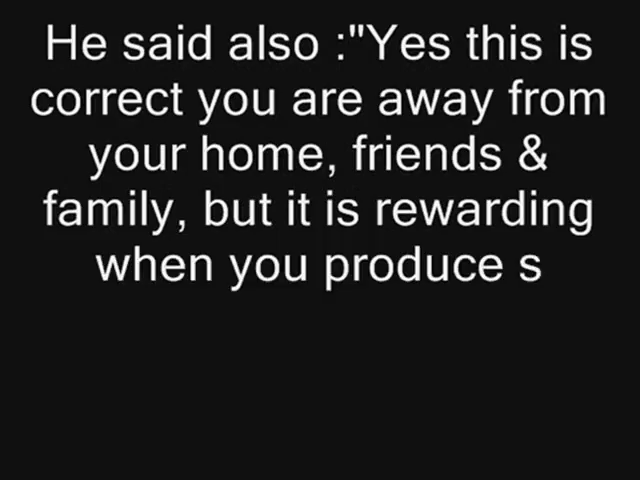 He said also :"Yes this is
correct you are away from
your home, friends &
family, but it is rewarding
when you produce s